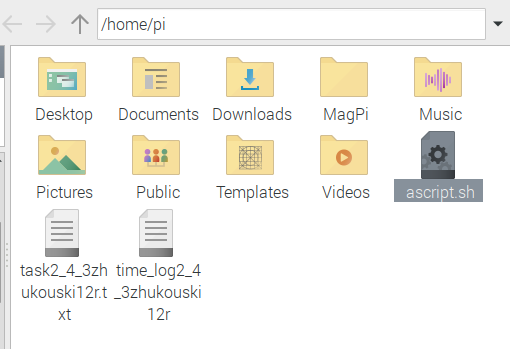 /home/pi
Desktop
Documents
Downloads
MagPi
Music
Pictures
Public
Templates
Videos
ascript.sh
task2_4_3zh
ukouski12r.t
xt
time_log2_4
_3zhukouski
12r